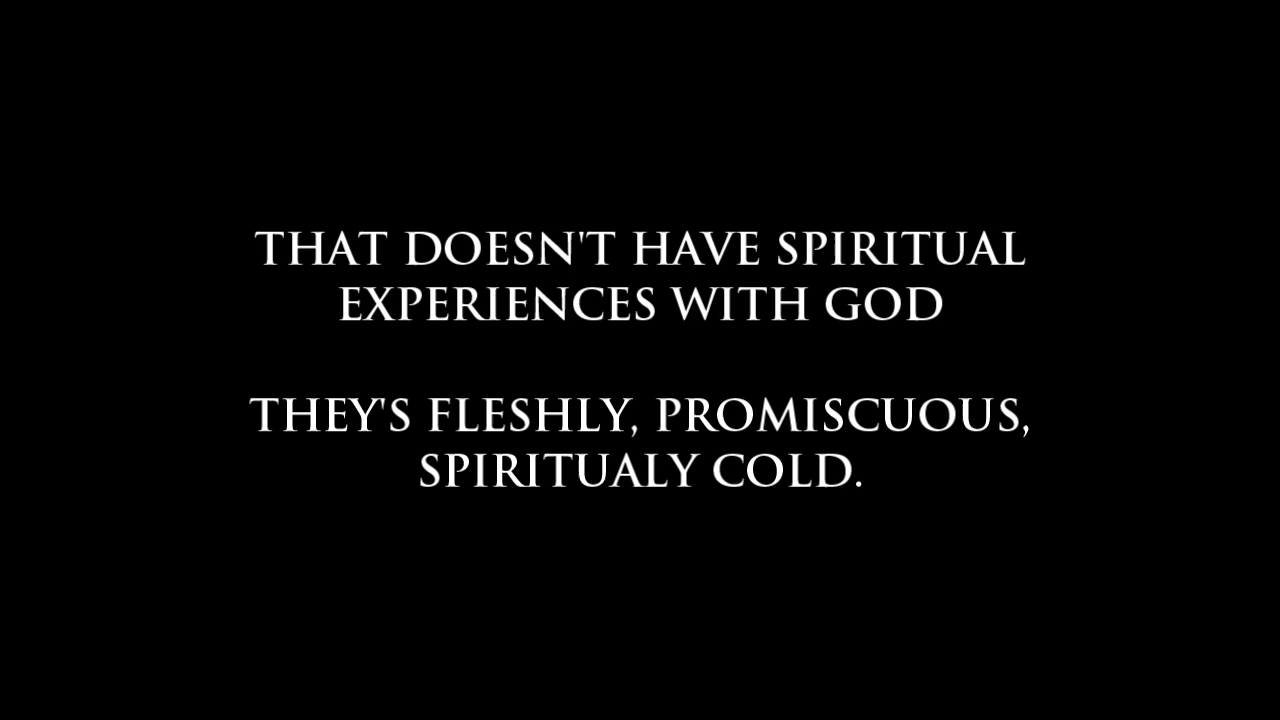 THAT DOESN'T HAVE SPIRITUAL
EXPERIENCES WITH GOD
THEY'S FLESHLY, PROMISCUOUS,
SPIRITUALY COLD.